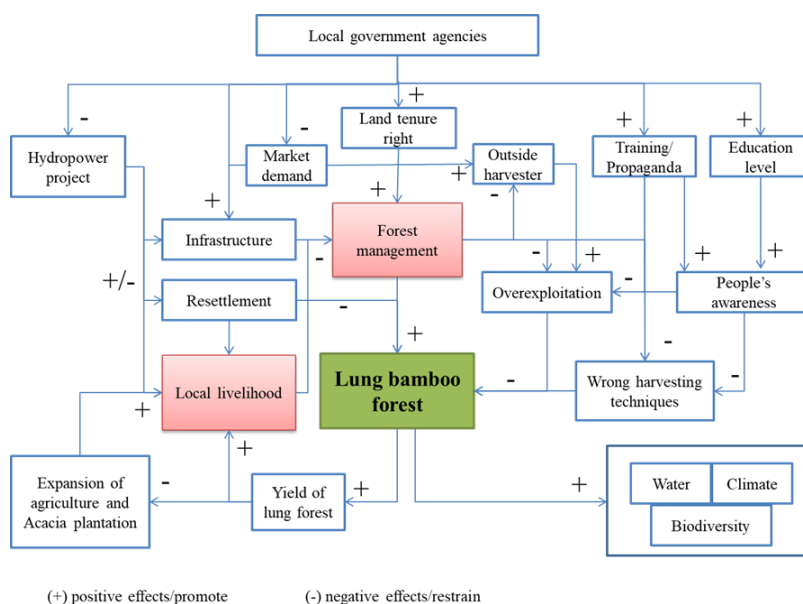 Local government agencies
-
+
-
+
+
+
Hydropower
project
Market
demand
Land tenure
right
Outside
harvester
Training/
Propaganda
Education
level
+
+
+
-
+
+
Infrastructure
-
Forest
management
-
+
-
+/-
Resettlement
-
+
Overexploitation
People's
awareness
-
-
Local livelihood
+
Lung bamboo
forest
-
Wrong harvesting
techniques
+
Expansion of
agriculture and
Acacia plantation
-
Yield of
lung forest
+
+
Water
Climate
Biodiversity
(+) positive effects/promote
(-) negative effects/restrain